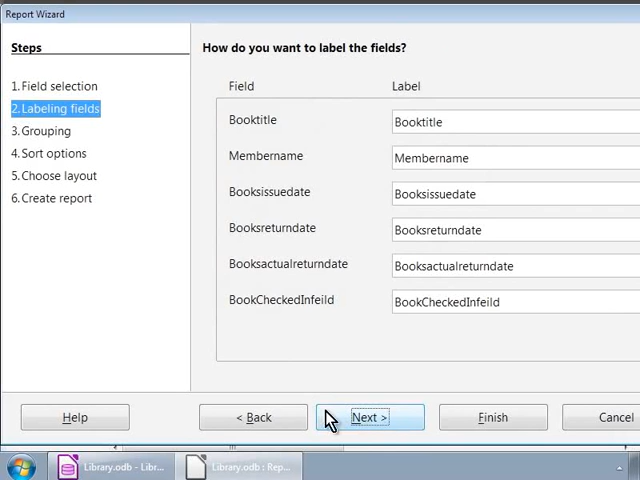 Report Wizard
Steps
How do you want to label the fields?
1. Field selection
2. Labeling fields
3. Grouping
4. Sort options
5. Choose layout
6. Create report
Field Label
Booktitle Booktitle
Membername Membername
Booksissuedate Booksissuedate
Booksreturndate Booksreturndate
Booksactualreturndate Booksactualreturndate
BookCheckedInfeild BookCheckedInfeild
Help < Back Next > Finish Cancel
Library.odb - Libr... Library.odb : Rep...